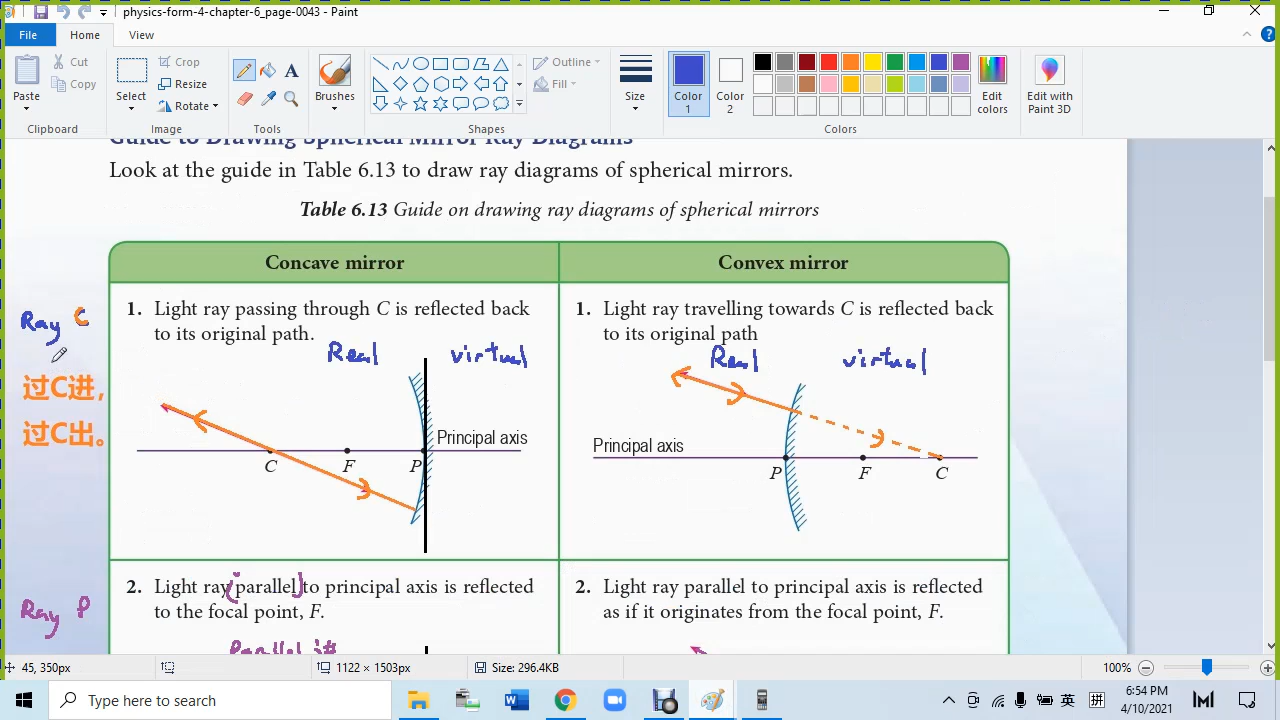 physics-form-4-chapter-6_page-0043 - Paint
File
Home
View
Paste
Cut
Copy
Clipboard
Select
Crop
Resize
Rotate
Image
A
Tools
Brushes
Shapes
Outline
Fill
Size
Color 1
Color 2
Edit colors
Edit with Paint 3D
Colors
Guide to Drawing Spherical Mirror Ray Diagrams
Look at the guide in Table 6.13 to draw ray diagrams of spherical mirrors.
Table 6.13 Guide on drawing ray diagrams of spherical mirrors
Concave mirror
Convex mirror
Ray C
过C进,
过C出。
1. Light ray passing through C is reflected back
to its original path.
Real virtual
Principal axis
C F P
1. Light ray travelling towards C is reflected back
to its original path
Real virtual
Principal axis
P F C
Ray P
2. Light ray (parallel) to principal axis is reflected
to the focal point, F.
Parallel 进
2. Light ray parallel to principal axis is reflected
as if it originates from the focal point, F.
45, 350px
1122 × 1503px
Size: 296.4KB
100%
Type here to search
英
拼
6:54 PM
4/10/2021